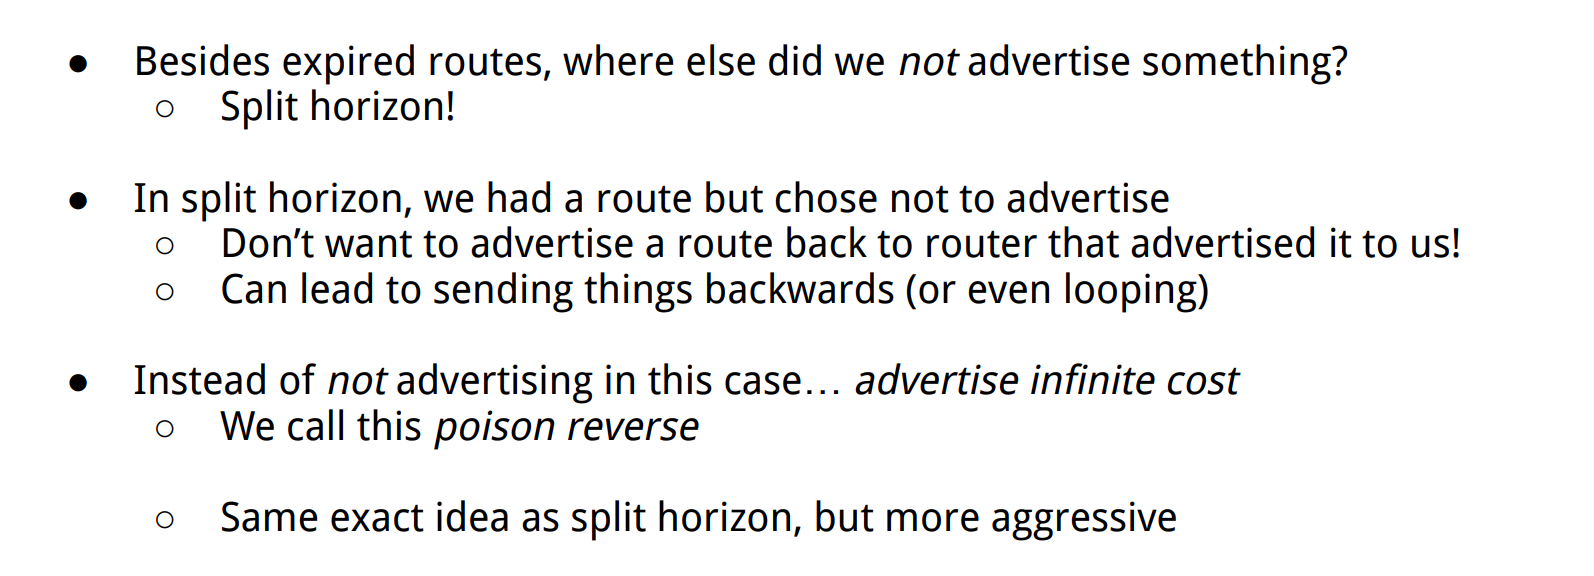 ● Besides expired routes, where else did we not advertise something?
○ Split horizon!
● In split horizon, we had a route but chose not to advertise
○ Don’t want to advertise a route back to router that advertised it to us!
○ Can lead to sending things backwards (or even looping)
● Instead of not advertising in this case… advertise infinite cost
○ We call this poison reverse
○ Same exact idea as split horizon, but more aggressive